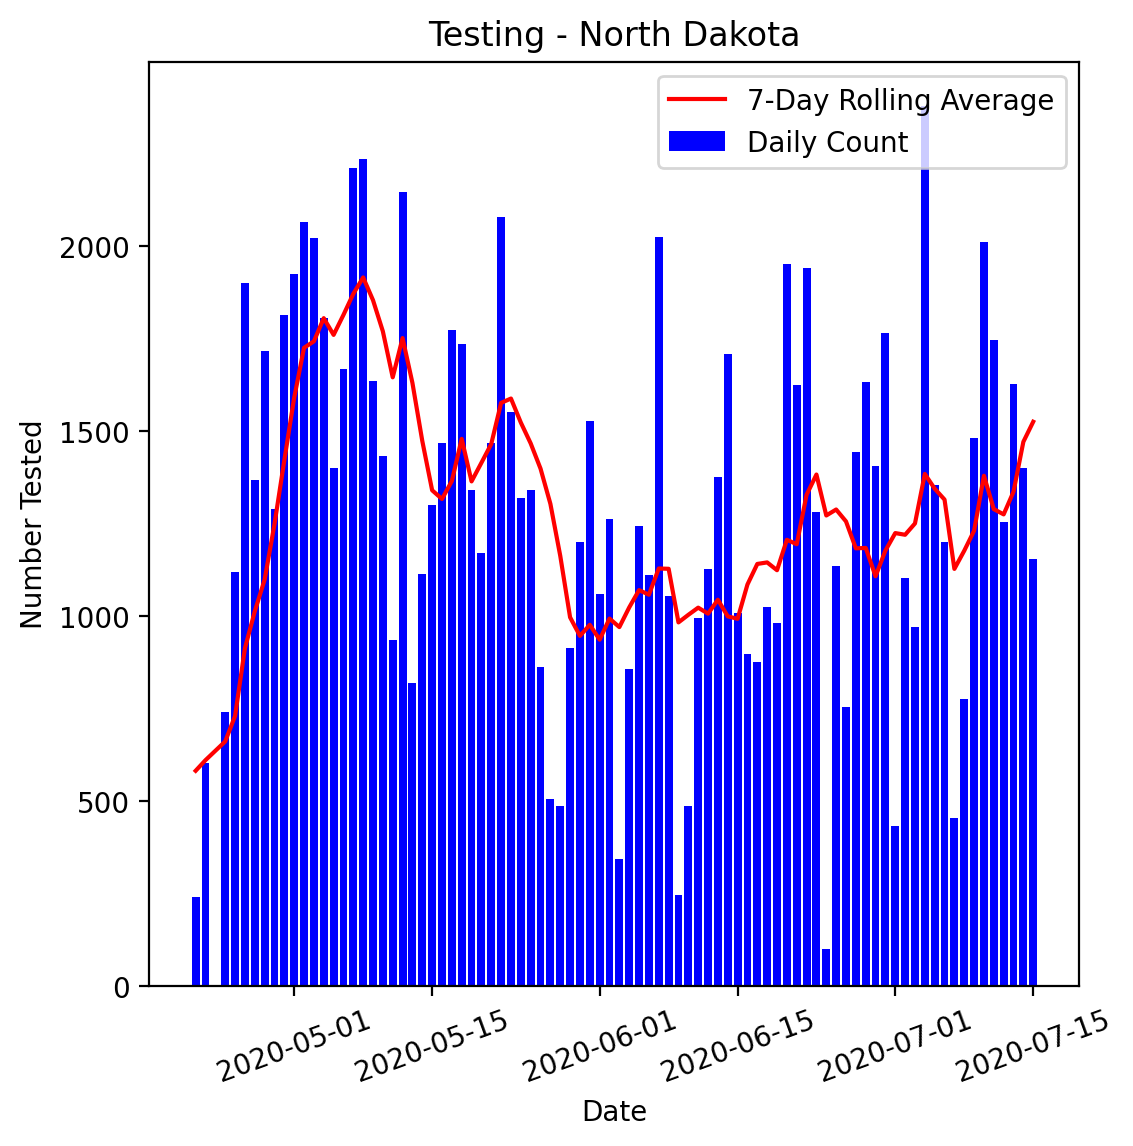 Testing - North Dakota
7-Day Rolling Average
Daily Count
Number Tested
2000
1500
1000
500
0
2020-05-01
2020-05-15
2020-06-01
2020-06-15
2020-07-01
2020-07-15
Date